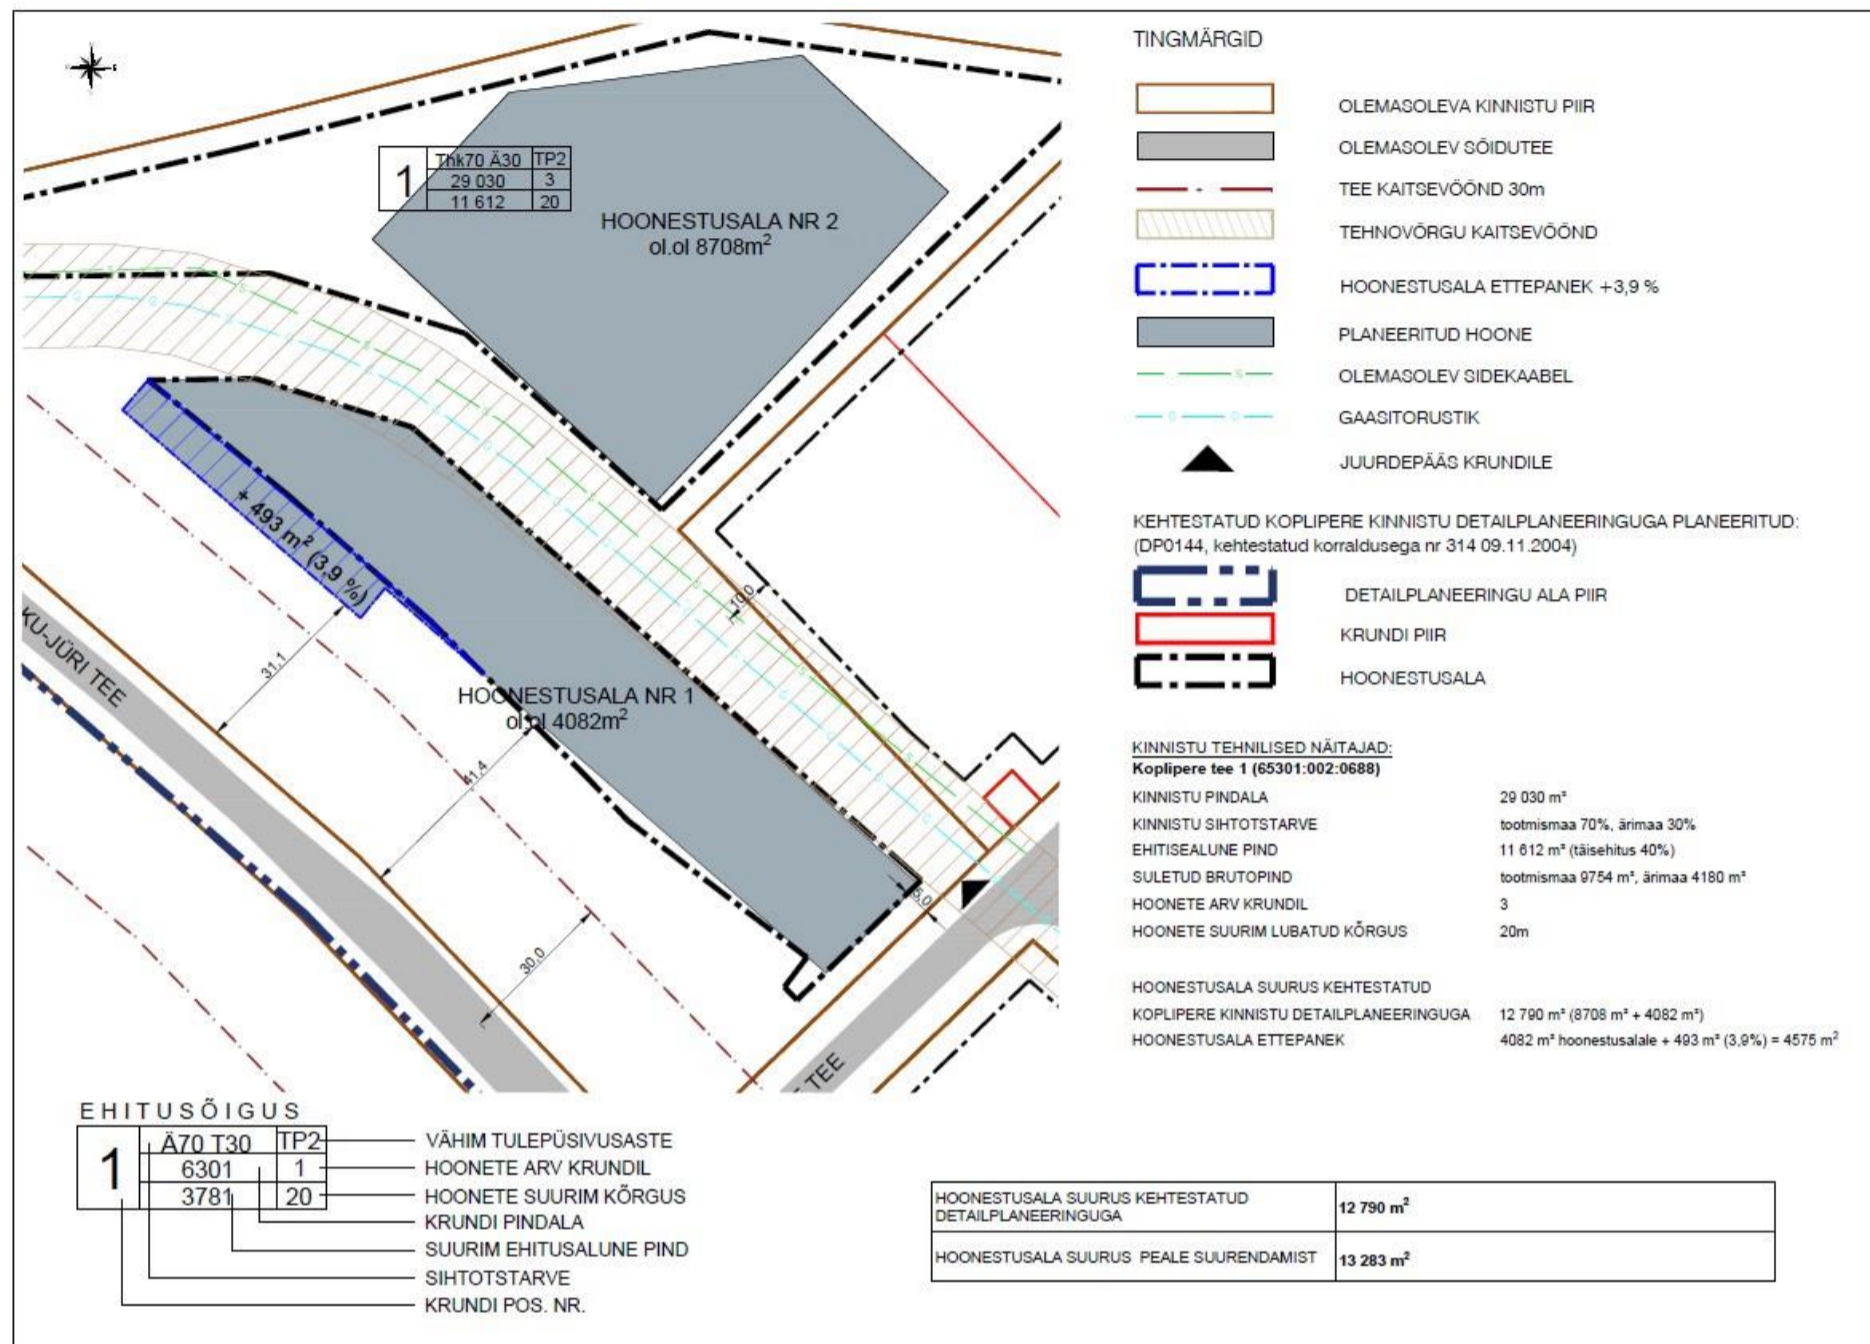 1
Thk70 Ä30 TP2
29 030 3
11 612 20
HOONESTUSALA NR 2
ol.ol 8708m²
+ 493 m² (3,9 %)
10,0
KU-JÜRI TEE
31,1
HOONESTUSALA NR 1
ol.ol 4082m²
41,4
5,0
30,0
TEE
TINGMÄRGID
OLEMASOLEVA KINNISTU PIIR
OLEMASOLEV SÕIDUTEE
TEE KAITSEVÖÖND 30m
TEHNOVÕRGU KAITSEVÖÖND
HOONESTUSALA ETTEPANEK +3,9 %
PLANEERITUD HOONE
OLEMASOLEV SIDEKAABEL
GAASITORUSTIK
JUURDEPÄÄS KRUNDILE
KEHTESTATUD KOPLIPERE KINNISTU DETAILPLANEERINGUGA PLANEERITUD:
(DP0144, kehtestatud korraldusega nr 314 09.11.2004)
DETAILPLANEERINGU ALA PIIR
KRUNDI PIIR
HOONESTUSALA
KINNISTU TEHNILISED NÄITAJAD:
Koplipere tee 1 (65301:002:0688)
KINNISTU PINDALA 29 030 m²
KINNISTU SIHTOTSTARVE tootmismaa 70%, ärimaa 30%
EHITISEALUNE PIND 11 612 m² (täisehitus 40%)
SULETUD BRUTOPIND tootmismaa 9754 m², ärimaa 4180 m²
HOONETE ARV KRUNDIL 3
HOONETE SUURIM LUBATUD KÕRGUS 20m
HOONESTUSALA SUURUS KEHTESTATUD
KOPLIPERE KINNISTU DETAILPLANEERINGUGA 12 790 m² (8708 m² + 4082 m²)
HOONESTUSALA ETTEPANEK 4082 m² hoonestusalale + 493 m² (3,9%) = 4575 m²
EHITUSÕIGUS
1
Ä70 T30 TP2
6301 1
3781 20
VÄHIM TULEPÜSIVUSASTE
HOONETE ARV KRUNDIL
HOONETE SUURIM KÕRGUS
KRUNDI PINDALA
SUURIM EHITUSALUNE PIND
SIHTOTSTARVE
KRUNDI POS. NR.
HOONESTUSALA SUURUS KEHTESTATUD
DETAILPLANEERINGUGA 12 790 m²
HOONESTUSALA SUURUS PEALE SUURENDAMIST 13 283 m²